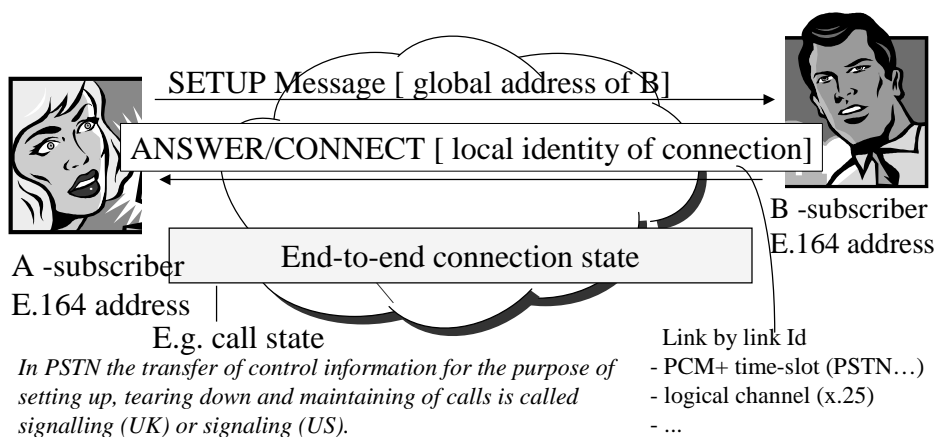 SETUP Message [ global address of B]
ANSWER/CONNECT [ local identity of connection]
B -subscriber
E.164 address
A -subscriber
E.164 address
End-to-end connection state
E.g. call state
In PSTN the transfer of control information for the purpose of
setting up, tearing down and maintaining of calls is called
signalling (UK) or signaling (US).
Link by link Id
- PCM+ time-slot (PSTN…)
- logical channel (x.25)
- ...